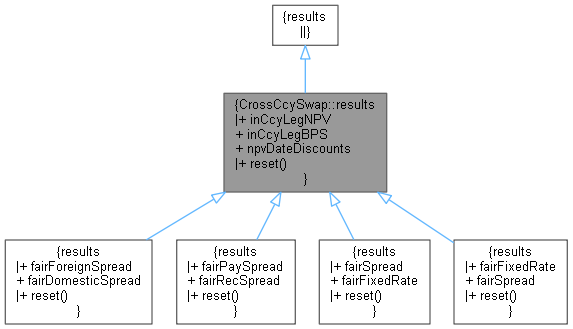 {results
||}
{CrossCcySwap::results
|+ inCcyLegNPV
+ inCcyLegBPS
+ npvDateDiscounts
|+ reset()
}
{results
|+ fairForeignSpread
+ fairDomesticSpread
|+ reset()
}
{results
|+ fairPaySpread
+ fairRecSpread
|+ reset()
}
{results
|+ fairSpread
+ fairFixedRate
|+ reset()
}
{results
|+ fairFixedRate
+ fairSpread
|+ reset()
}